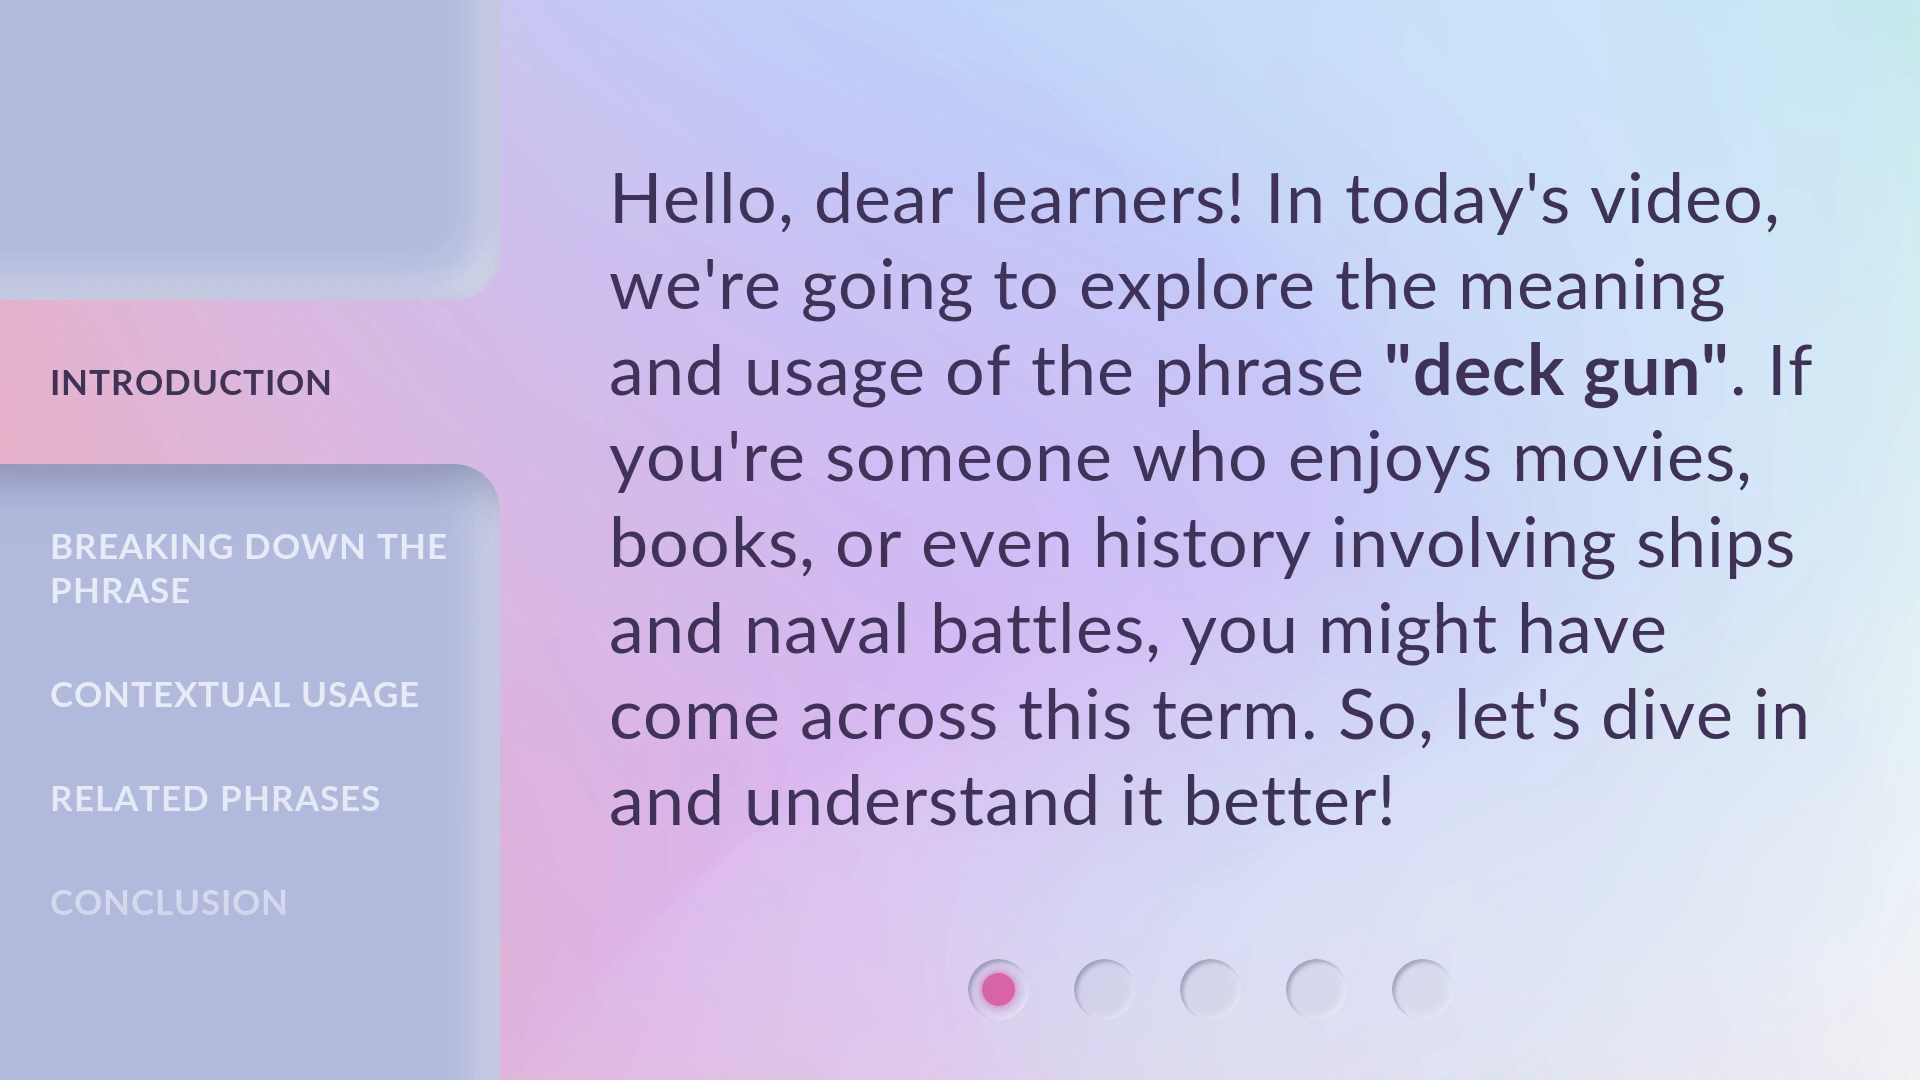 INTRODUCTION
BREAKING DOWN THE
PHRASE
CONTEXTUAL USAGE
RELATED PHRASES
CONCLUSION
Hello, dear learners! In today's video,
we're going to explore the meaning
and usage of the phrase "deck gun". If
you're someone who enjoys movies,
books, or even history involving ships
and naval battles, you might have
come across this term. So, let's dive in
and understand it better!